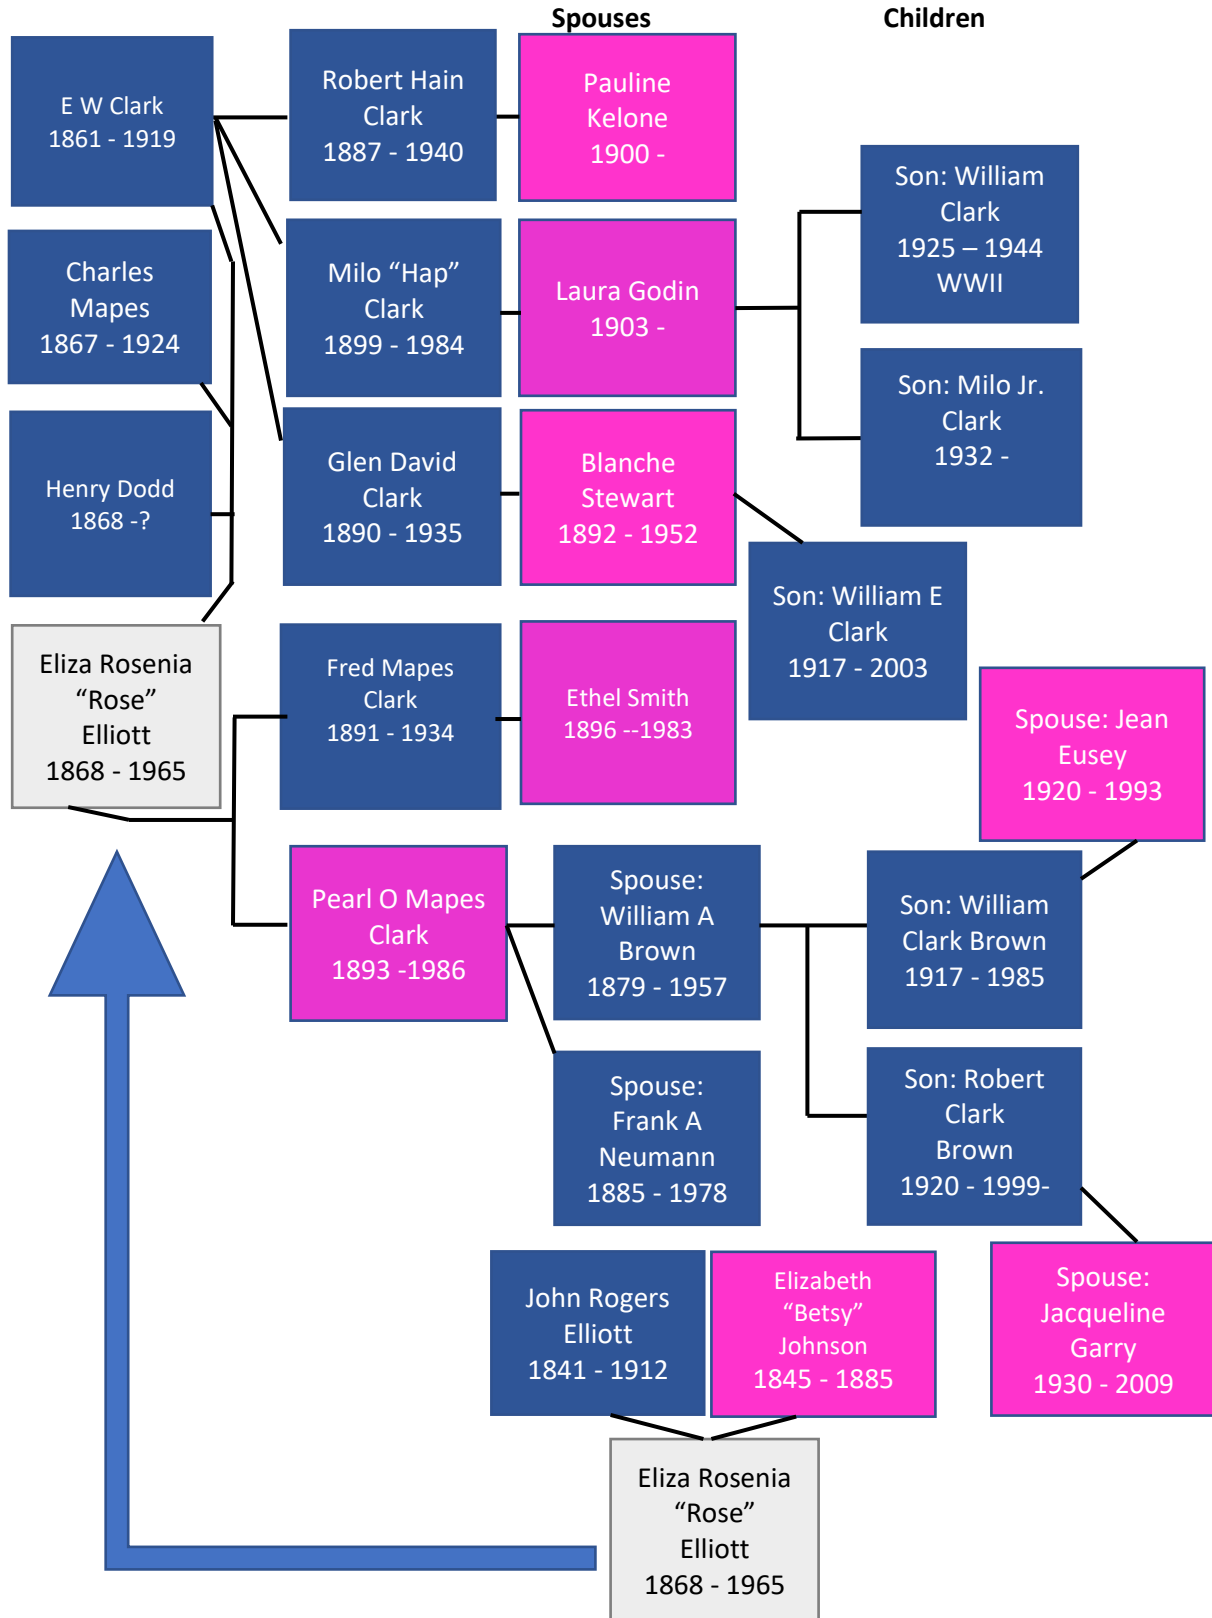 Spouses
Children
E W Clark
1861 - 1919
Robert Hain
Clark
1887 - 1940
Pauline
Kelone
1900 -
Son: William
Clark
1925 – 1944
WWII
Charles
Mapes
1867 - 1924
Milo “Hap”
Clark
1899 - 1984
Laura Godin
1903 -
Son: Milo Jr.
Clark
1932 -
Henry Dodd
1868 -?
Glen David
Clark
1890 - 1935
Blanche
Stewart
1892 - 1952
Son: William E
Clark
1917 - 2003
Eliza Rosenia
“Rose”
Elliott
1868 - 1965
Fred Mapes
Clark
1891 - 1934
Ethel Smith
1896 --1983
Spouse: Jean
Eusey
1920 - 1993
Pearl O Mapes
Clark
1893 -1986
Spouse:
William A
Brown
1879 - 1957
Son: William
Clark Brown
1917 - 1985
Spouse:
Frank A
Neumann
1885 - 1978
Son: Robert
Clark
Brown
1920 - 1999-
John Rogers
Elliott
1841 - 1912
Elizabeth
“Betsy”
Johnson
1845 - 1885
Spouse:
Jacqueline
Garry
1930 - 2009
Eliza Rosenia
“Rose”
Elliott
1868 - 1965